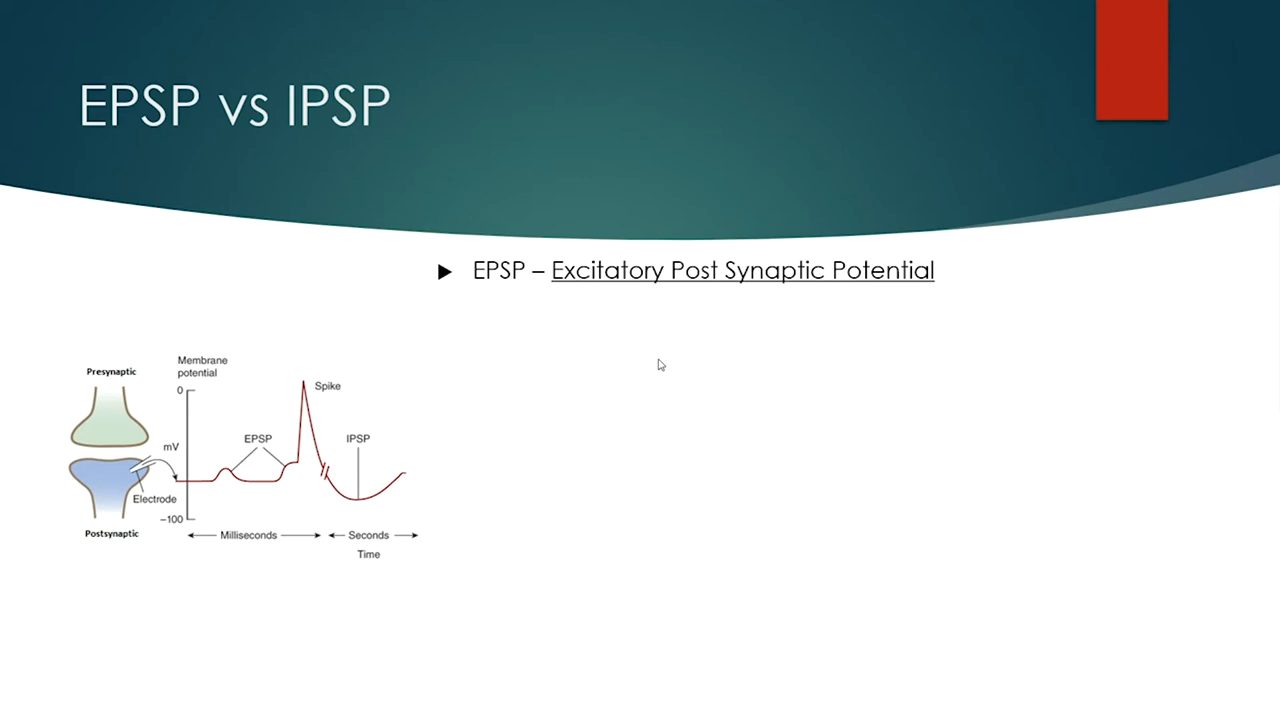 EPSP vs IPSP
► EPSP – Excitatory Post Synaptic Potential
Presynaptic
Membrane
potential
0
Spike
EPSP
IPSP
mV
Electrode
−100
Postsynaptic
Milliseconds
Seconds
Time